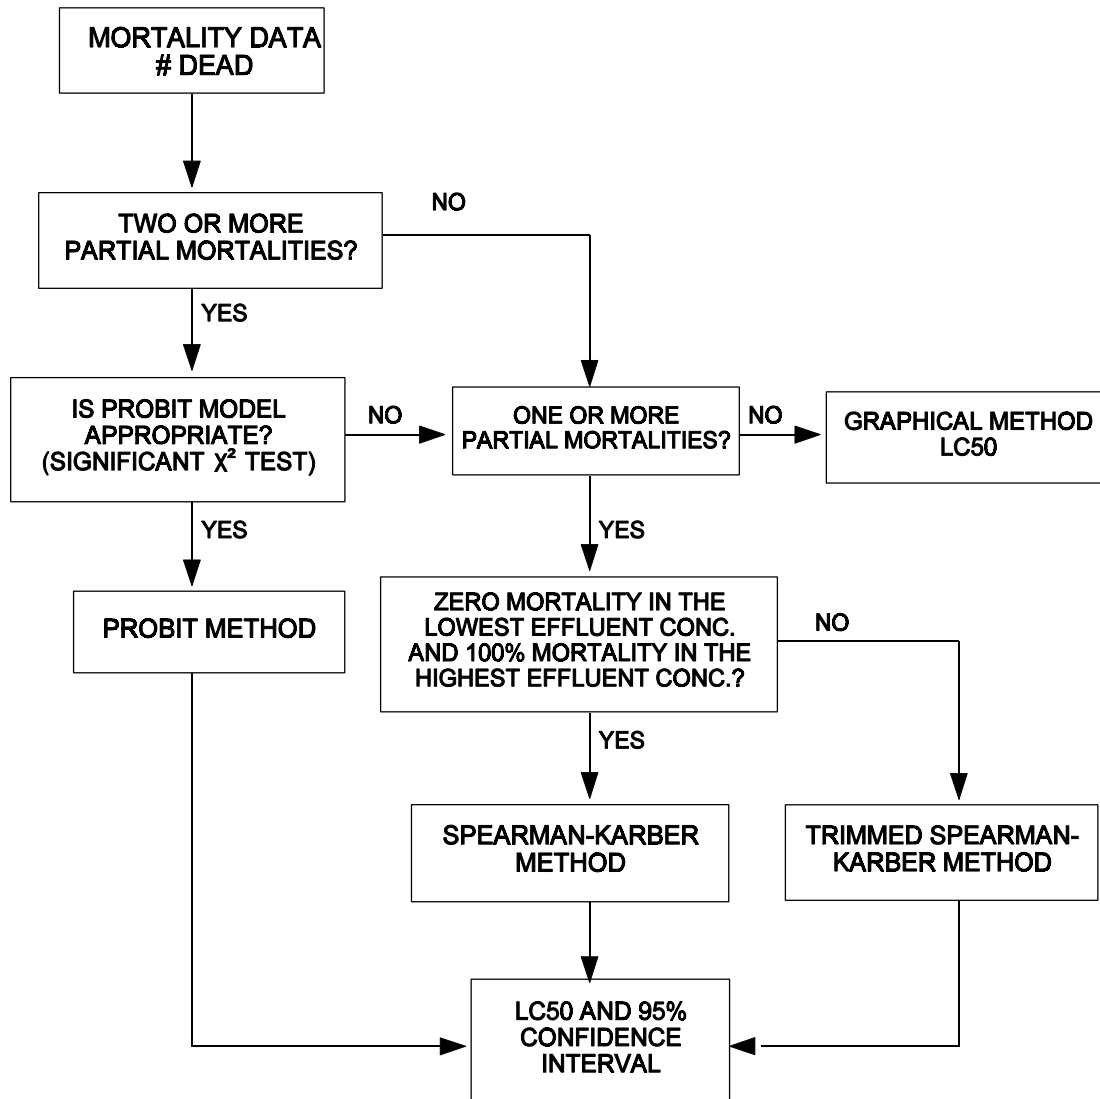 MORTALITY DATA
# DEAD
TWO OR MORE
PARTIAL MORTALITIES?
NO
YES
IS PROBIT MODEL
APPROPRIATE?
(SIGNIFICANT χ² TEST)
NO
ONE OR MORE
PARTIAL MORTALITIES?
NO
GRAPHICAL METHOD
LC50
YES
YES
PROBIT METHOD
ZERO MORTALITY IN THE
LOWEST EFFLUENT CONC.
AND 100% MORTALITY IN THE
HIGHEST EFFLUENT CONC.?
NO
YES
SPEARMAN-KARBER
METHOD
TRIMMED SPEARMAN-
KARBER METHOD
LC50 AND 95%
CONFIDENCE
INTERVAL